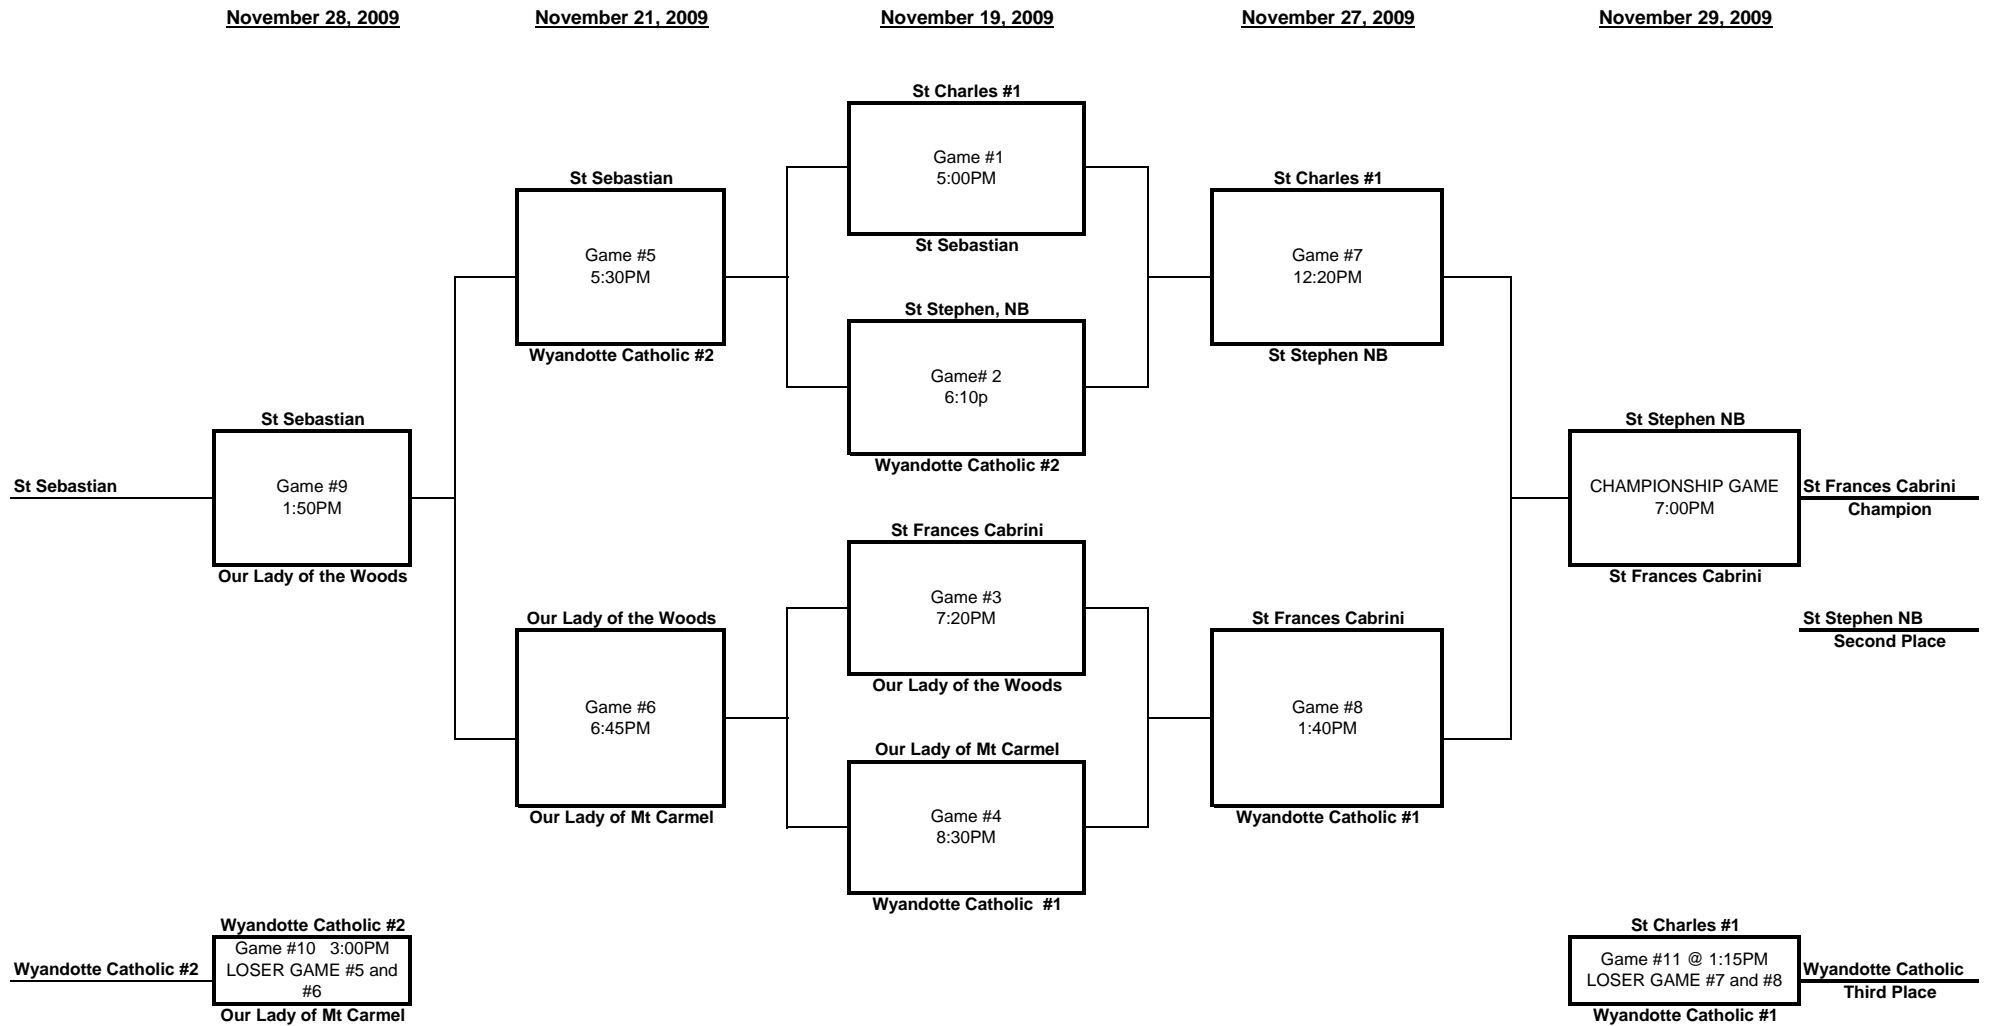 November 28, 2009
November 21, 2009
November 19, 2009
November 27, 2009
November 29, 2009
St Charles #1
Game #1
5:00PM
St Sebastian
St Sebastian
Game #5
5:30PM
Wyandotte Catholic #2
St Charles #1
Game #7
12:20PM
St Stephen NB
St Stephen, NB
Game# 2
6:10p
Wyandotte Catholic #2
St Sebastian
St Sebastian
Game #9
1:50PM
Our Lady of the Woods
St Stephen NB
CHAMPIONSHIP GAME
7:00PM
St Frances Cabrini
St Frances Cabrini
Champion
St Frances Cabrini
Game #3
7:20PM
Our Lady of the Woods
St Stephen NB
Second Place
Our Lady of the Woods
Game #6
6:45PM
Our Lady of Mt Carmel
St Frances Cabrini
Game #8
1:40PM
Wyandotte Catholic #1
Our Lady of Mt Carmel
Game #4
8:30PM
Wyandotte Catholic  #1
Wyandotte Catholic #2
Wyandotte Catholic #2
Game #10   3:00PM
LOSER GAME #5 and
#6
Our Lady of Mt Carmel
St Charles #1
Game #11 @ 1:15PM
LOSER GAME #7 and #8
Wyandotte Catholic #1
Wyandotte Catholic
Third Place